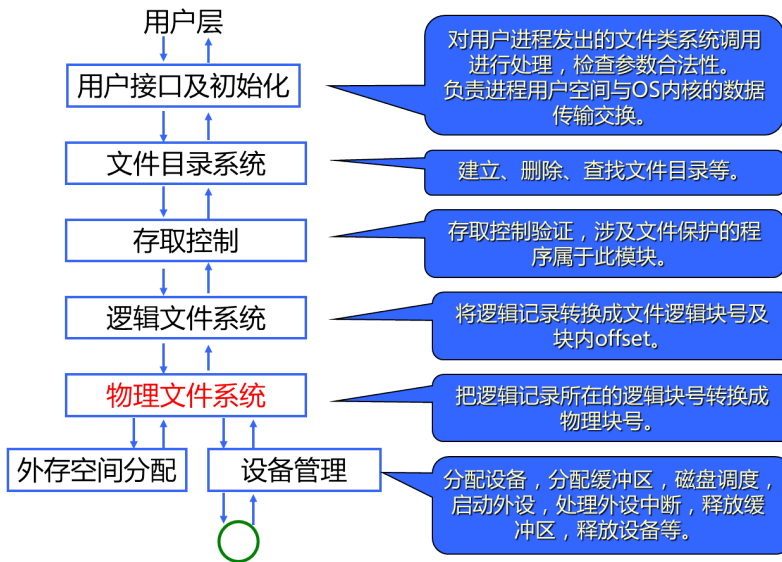 用户层
用户接口及初始化
对用户进程发出的文件类系统调用
进行处理，检查参数合法性。
负责进程用户空间与OS内核的数据
传输交换。
文件目录系统
建立、删除、查找文件目录等。
存取控制
存取控制验证，涉及文件保护的程
序属于此模块。
逻辑文件系统
将逻辑记录转换成文件逻辑块号及
块内offset。
物理文件系统
把逻辑记录所在的逻辑块号转换成
物理块号。
外存空间分配
设备管理
分配设备，分配缓冲区，磁盘调度，
启动外设，处理外设中断，释放缓
冲区，释放设备等。